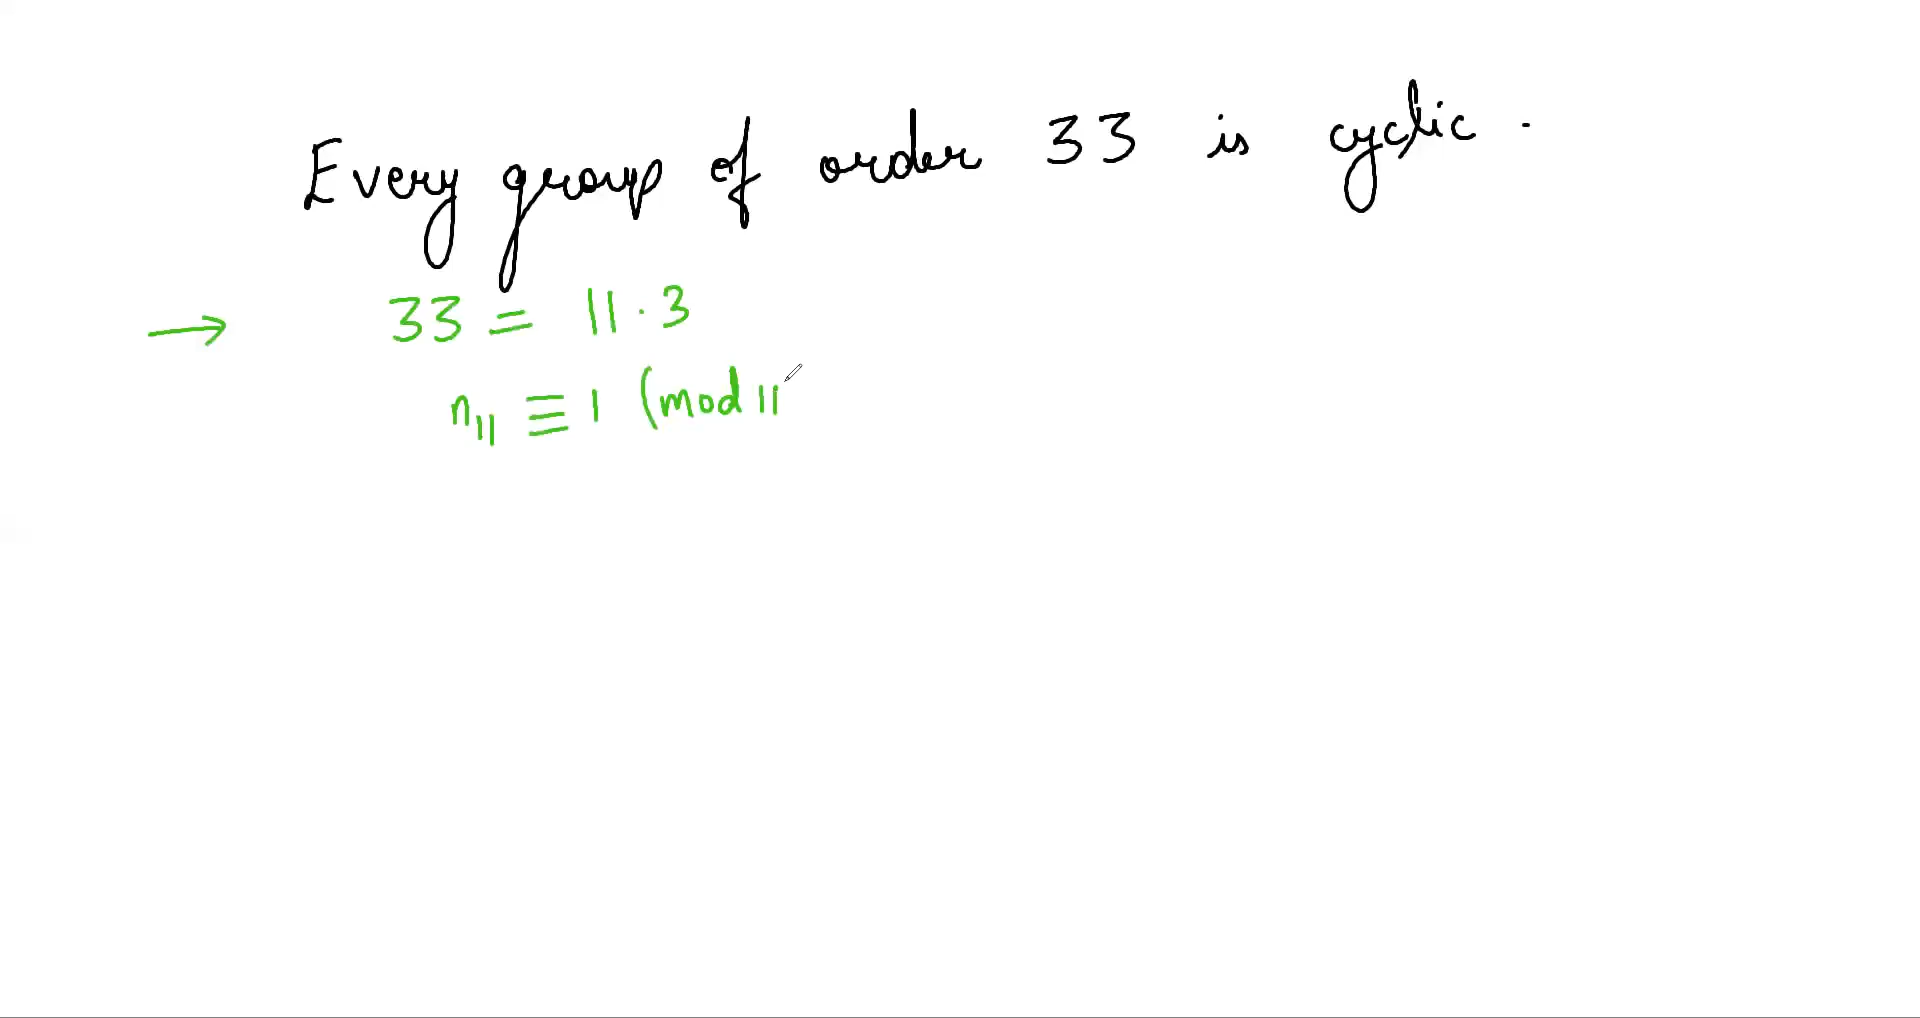 Every group of order 33 is cyclic.
→ 33 = 11·3
n₁₁ ≡ 1 (mod 11